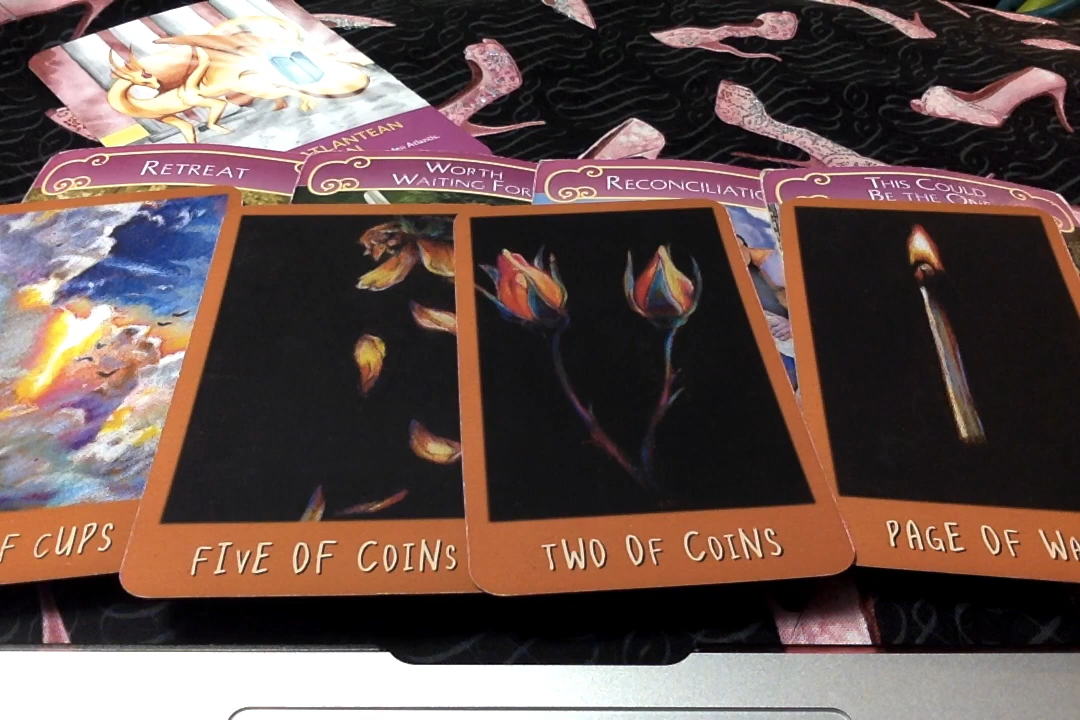 ATLANTEAN
RETREAT
WORTH
WAITING FOR
RECONCILIATIO
THIS COULD
BE THE ONE
F CUPS
FIVE OF COINS
TWO OF COINS
PAGE OF WA